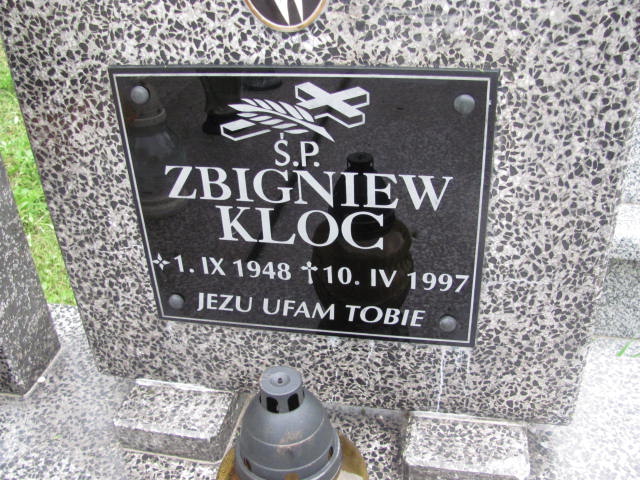 Ś.P.
ZBIGNIEW
KLOC
✧1. IX 1948 ✝10. IV 1997
JEZU UFAM TOBIE